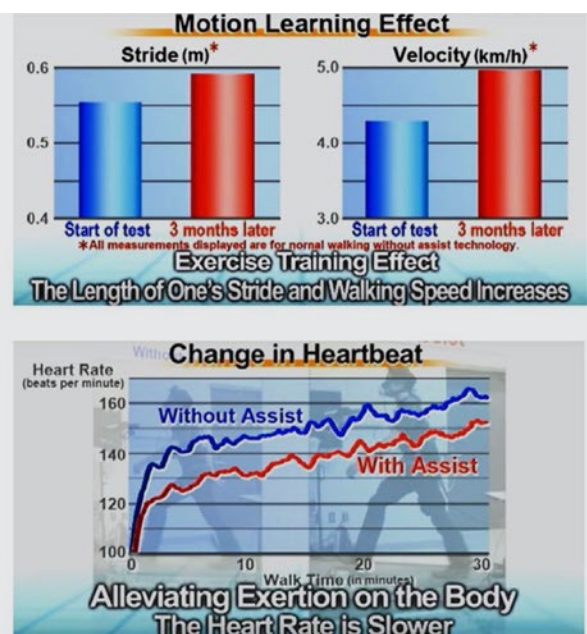 Motion Learning Effect
Stride (m)*
Velocity (km/h)*
0.6
0.5
0.4
5.0
4.0
3.0
Start of test 3 months later
Start of test 3 months later
*All measurements displayed are for nornal walking without assist technology.
Exercise Training Effect
The Length of One's Stride and Walking Speed Increases
Change in Heartbeat
Heart Rate
(beats per minute)
160
140
120
100
Without Assist
With Assist
0 10 20 30
Walk Time (in minutes)
Alleviating Exertion on the Body
The Heart Rate is Slower